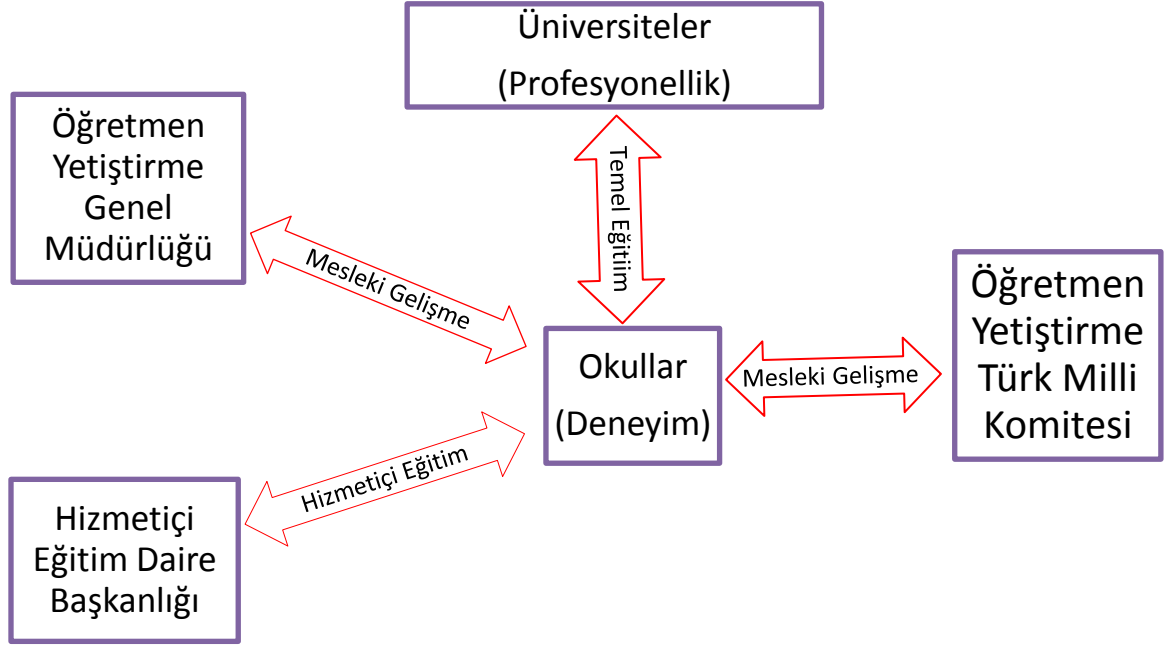 Üniversiteler
(Profesyonellik)
Öğretmen
Yetiştirme
Genel
Müdürlüğü
Temel Eğitiim
Mesleki Gelişme
Öğretmen
Yetiştirme
Türk Milli
Komitesi
Okullar
(Deneyim)
Mesleki Gelişme
Hizmetiçi Eğitim
Hizmetiçi
Eğitim Daire
Başkanlığı